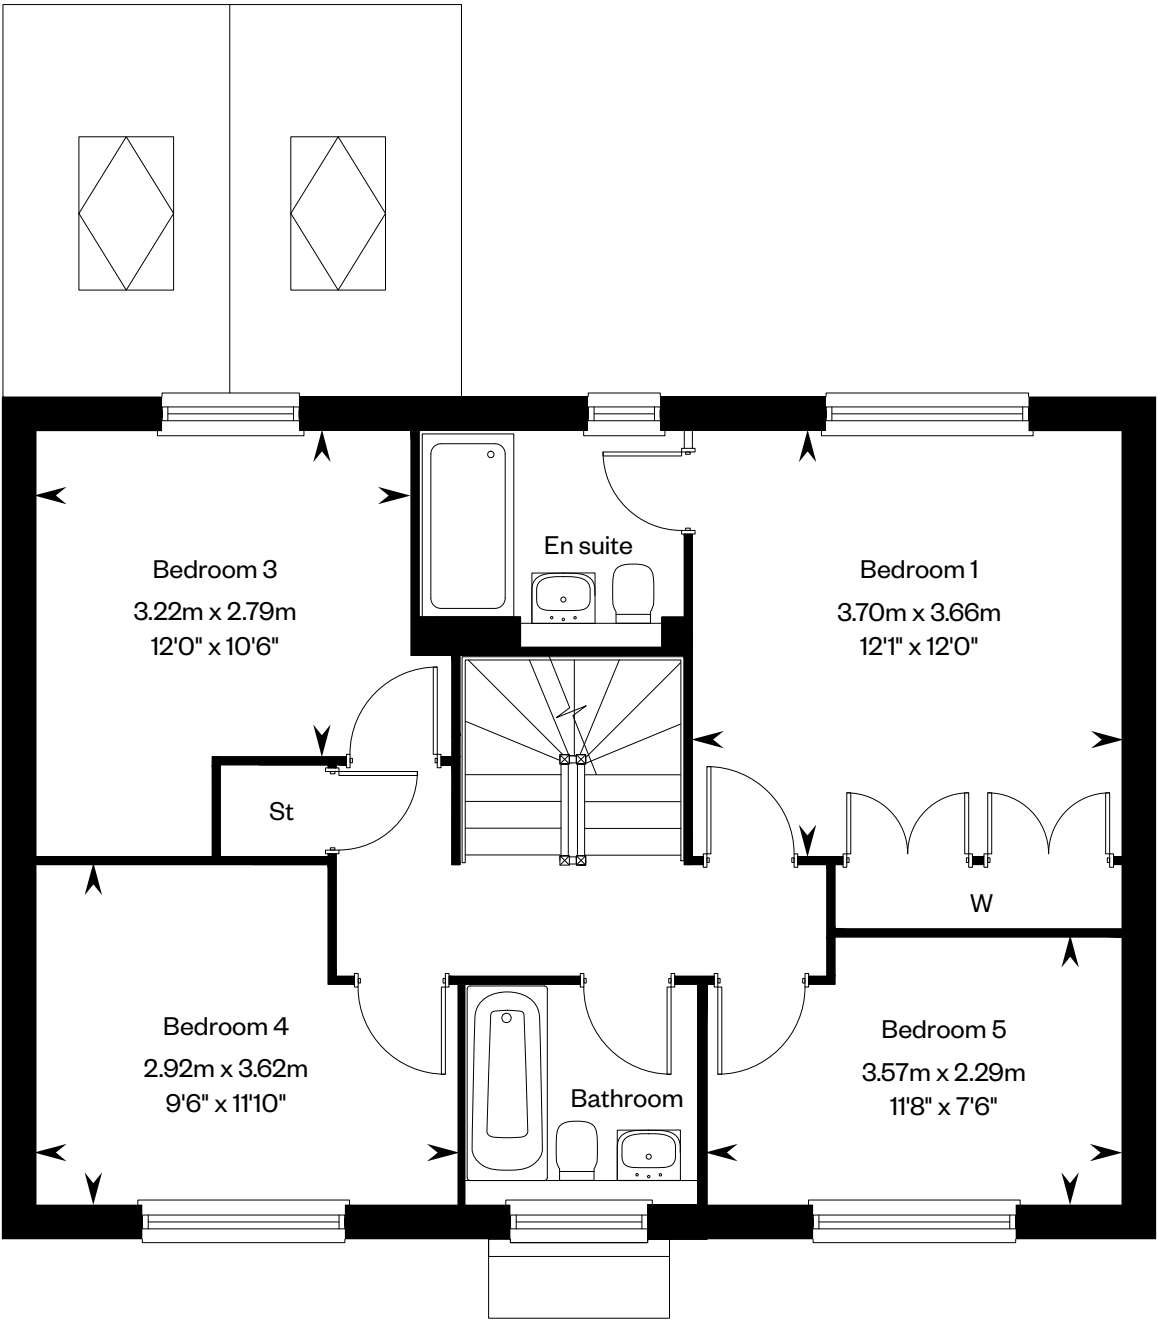 En suite
Bedroom 3
3.22m x 2.79m
12'0" x 10'6"
Bedroom 1
3.70m x 3.66m
12'1" x 12'0"
St
W
Bedroom 4
2.92m x 3.62m
9'6" x 11'10"
Bedroom 5
3.57m x 2.29m
11'8" x 7'6"
Bathroom